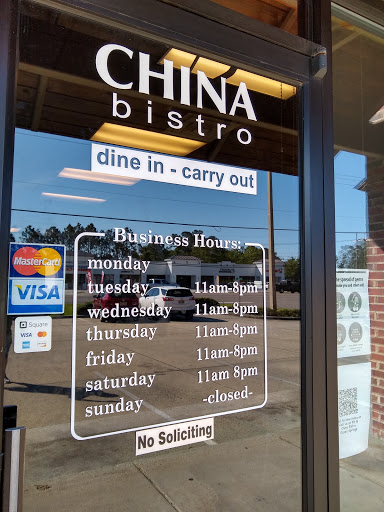 CHINA
bistro
dine in - carry out
Business Hours:
monday
tuesday 11am-8pm
wednesday 11am-8pm
thursday 11am-8pm
friday 11am-8pm
saturday 11am 8pm
sunday -closed-
No Soliciting
MasterCard
VISA
Square
VISA